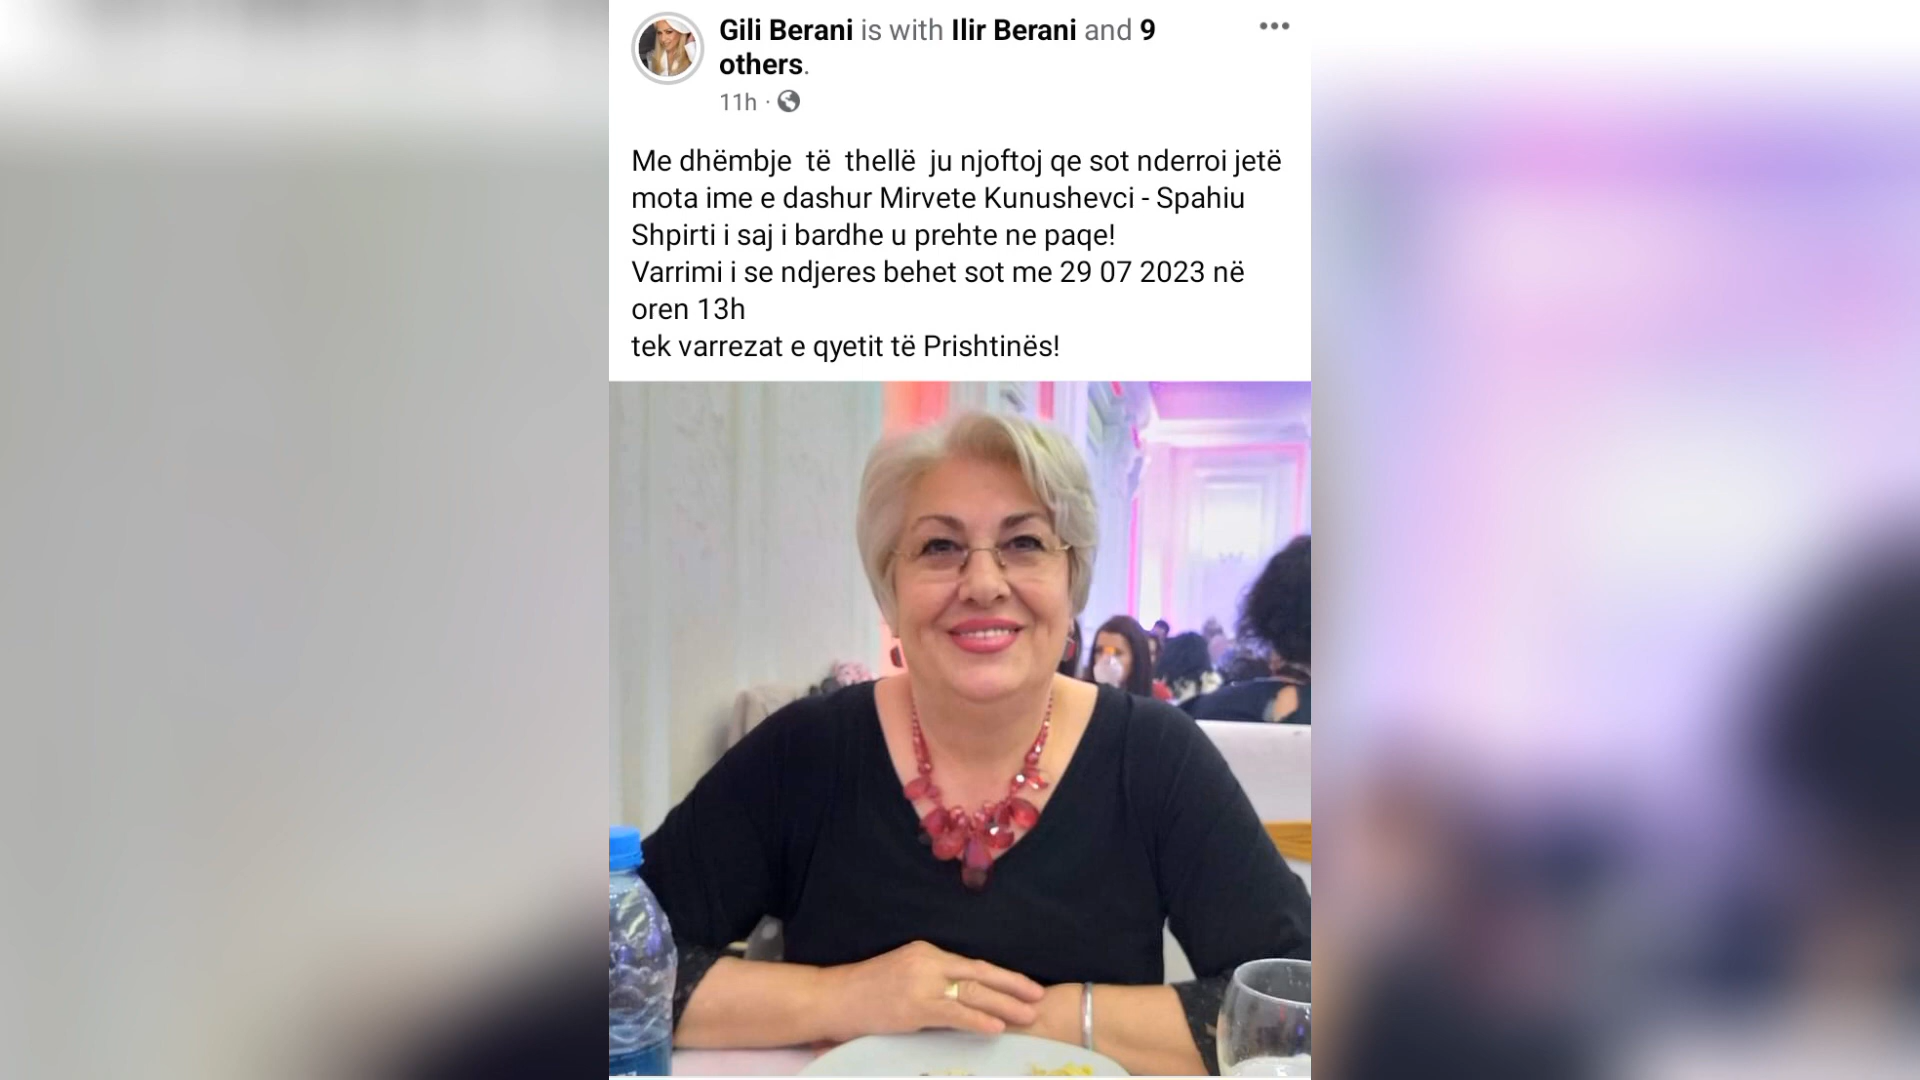 Gili Berani is with Ilir Berani and 9
others.
11h ·
Me dhëmbje të thellë ju njoftoj qe sot nderroi jetë
mota ime e dashur Mirvete Kunushevci - Spahiu
Shpirti i saj i bardhe u prehte ne paqe!
Varrimi i se ndjeres behet sot me 29 07 2023 në
oren 13h
tek varrezat e qyetit të Prishtinës!